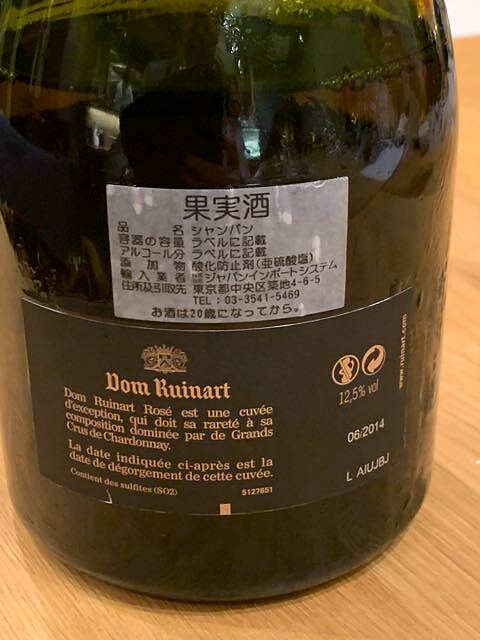 果実酒
品 名 シャンパン
容器の容量 ラベルに記載
アルコール分 ラベルに記載
添 加 物 酸化防止剤(亜硫酸塩)
輸入業者 ㈱ジャパンインポートシステム
住所及引取先 東京都中央区築地4-6-5
TEL:03-3541-5469
お酒は20歳になってから。
Dom Ruinart
Dom Ruinart Rosé est une cuvée
d'exception, qui doit sa rareté à sa
composition dominée par de Grands
Crus de Chardonnay.
La date indiquée ci-après est la
date de dégorgement de cette cuvée.
Contient des sulfites (SO2)
5127651
12,5% vol
06/2014
L AIUJBJ
www.ruinart.com